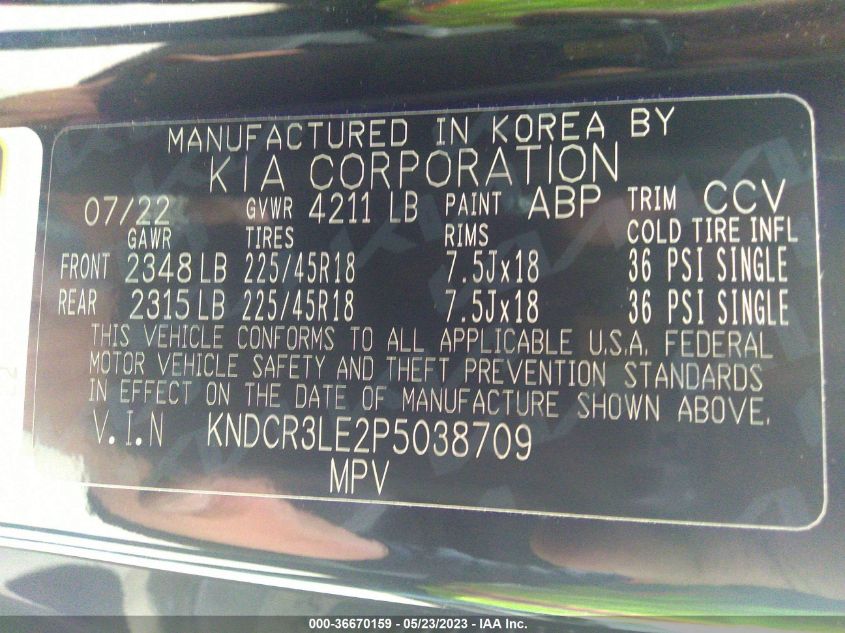 MANUFACTURED IN KOREA BY
KIA CORPORATION
07/22 GVWR 4211 LB PAINT ABP TRIM CCV
GAWR TIRES RIMS COLD TIRE INFL
FRONT 2348 LB 225/45R18 7.5Jx18 36 PSI SINGLE
REAR 2315 LB 225/45R18 7.5Jx18 36 PSI SINGLE
THIS VEHICLE CONFORMS TO ALL APPLICABLE U.S.A. FEDERAL
MOTOR VEHICLE SAFETY AND THEFT PREVENTION STANDARDS
IN EFFECT ON THE DATE OF MANUFACTURE SHOWN ABOVE.
V.I.N KNDCR3LE2P5038709
MPV
000-36670159 - 05/23/2023 - IAA Inc.